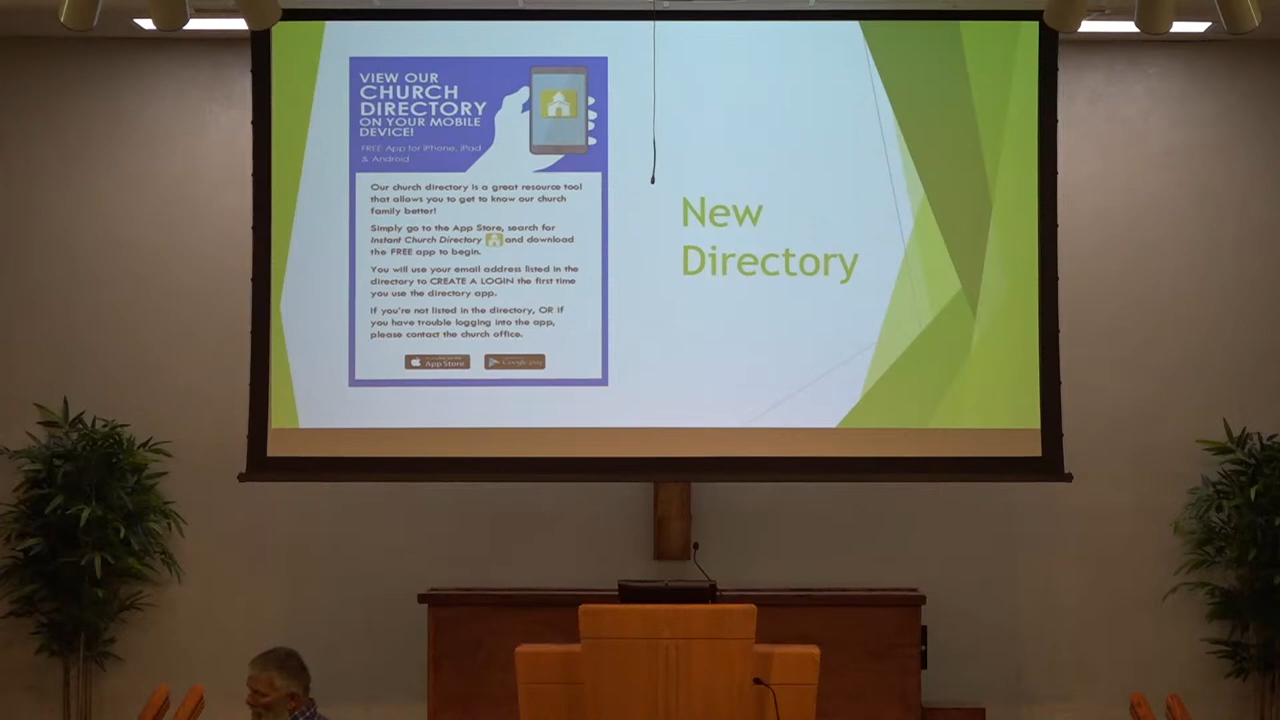 VIEW OUR
CHURCH
DIRECTORY
ON YOUR MOBILE
DEVICE!
FREE App for iPhone, iPad
& Android
Our church directory is a great resource tool
that allows you to get to know our church
family better!
Simply go to the App Store, search for
Instant Church Directory and download
the FREE app to begin.
You will use your email address listed in the
directory to CREATE A LOGIN the first time
you use the directory app.
If you're not listed in the directory, OR if
you have trouble logging into the app,
please contact the church office.
App Store
Google play
New
Directory